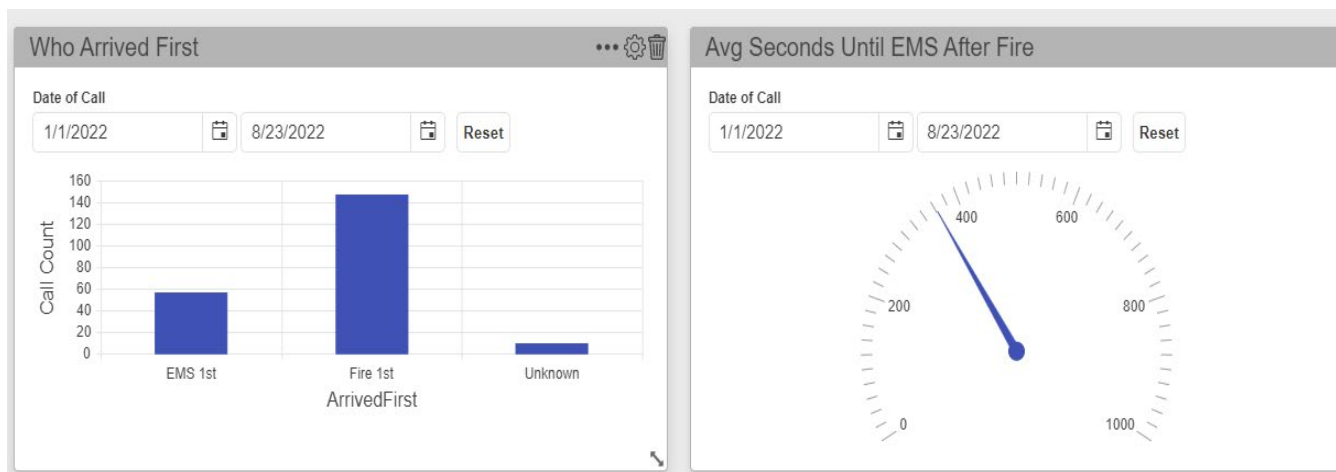 Who Arrived First
Date of Call
1/1/2022
8/23/2022
Reset
160
140
120
100
80
60
40
20
0
Call Count
EMS 1st
Fire 1st
Unknown
ArrivedFirst
Avg Seconds Until EMS After Fire
Date of Call
1/1/2022
8/23/2022
Reset
0
200
400
600
800
1000